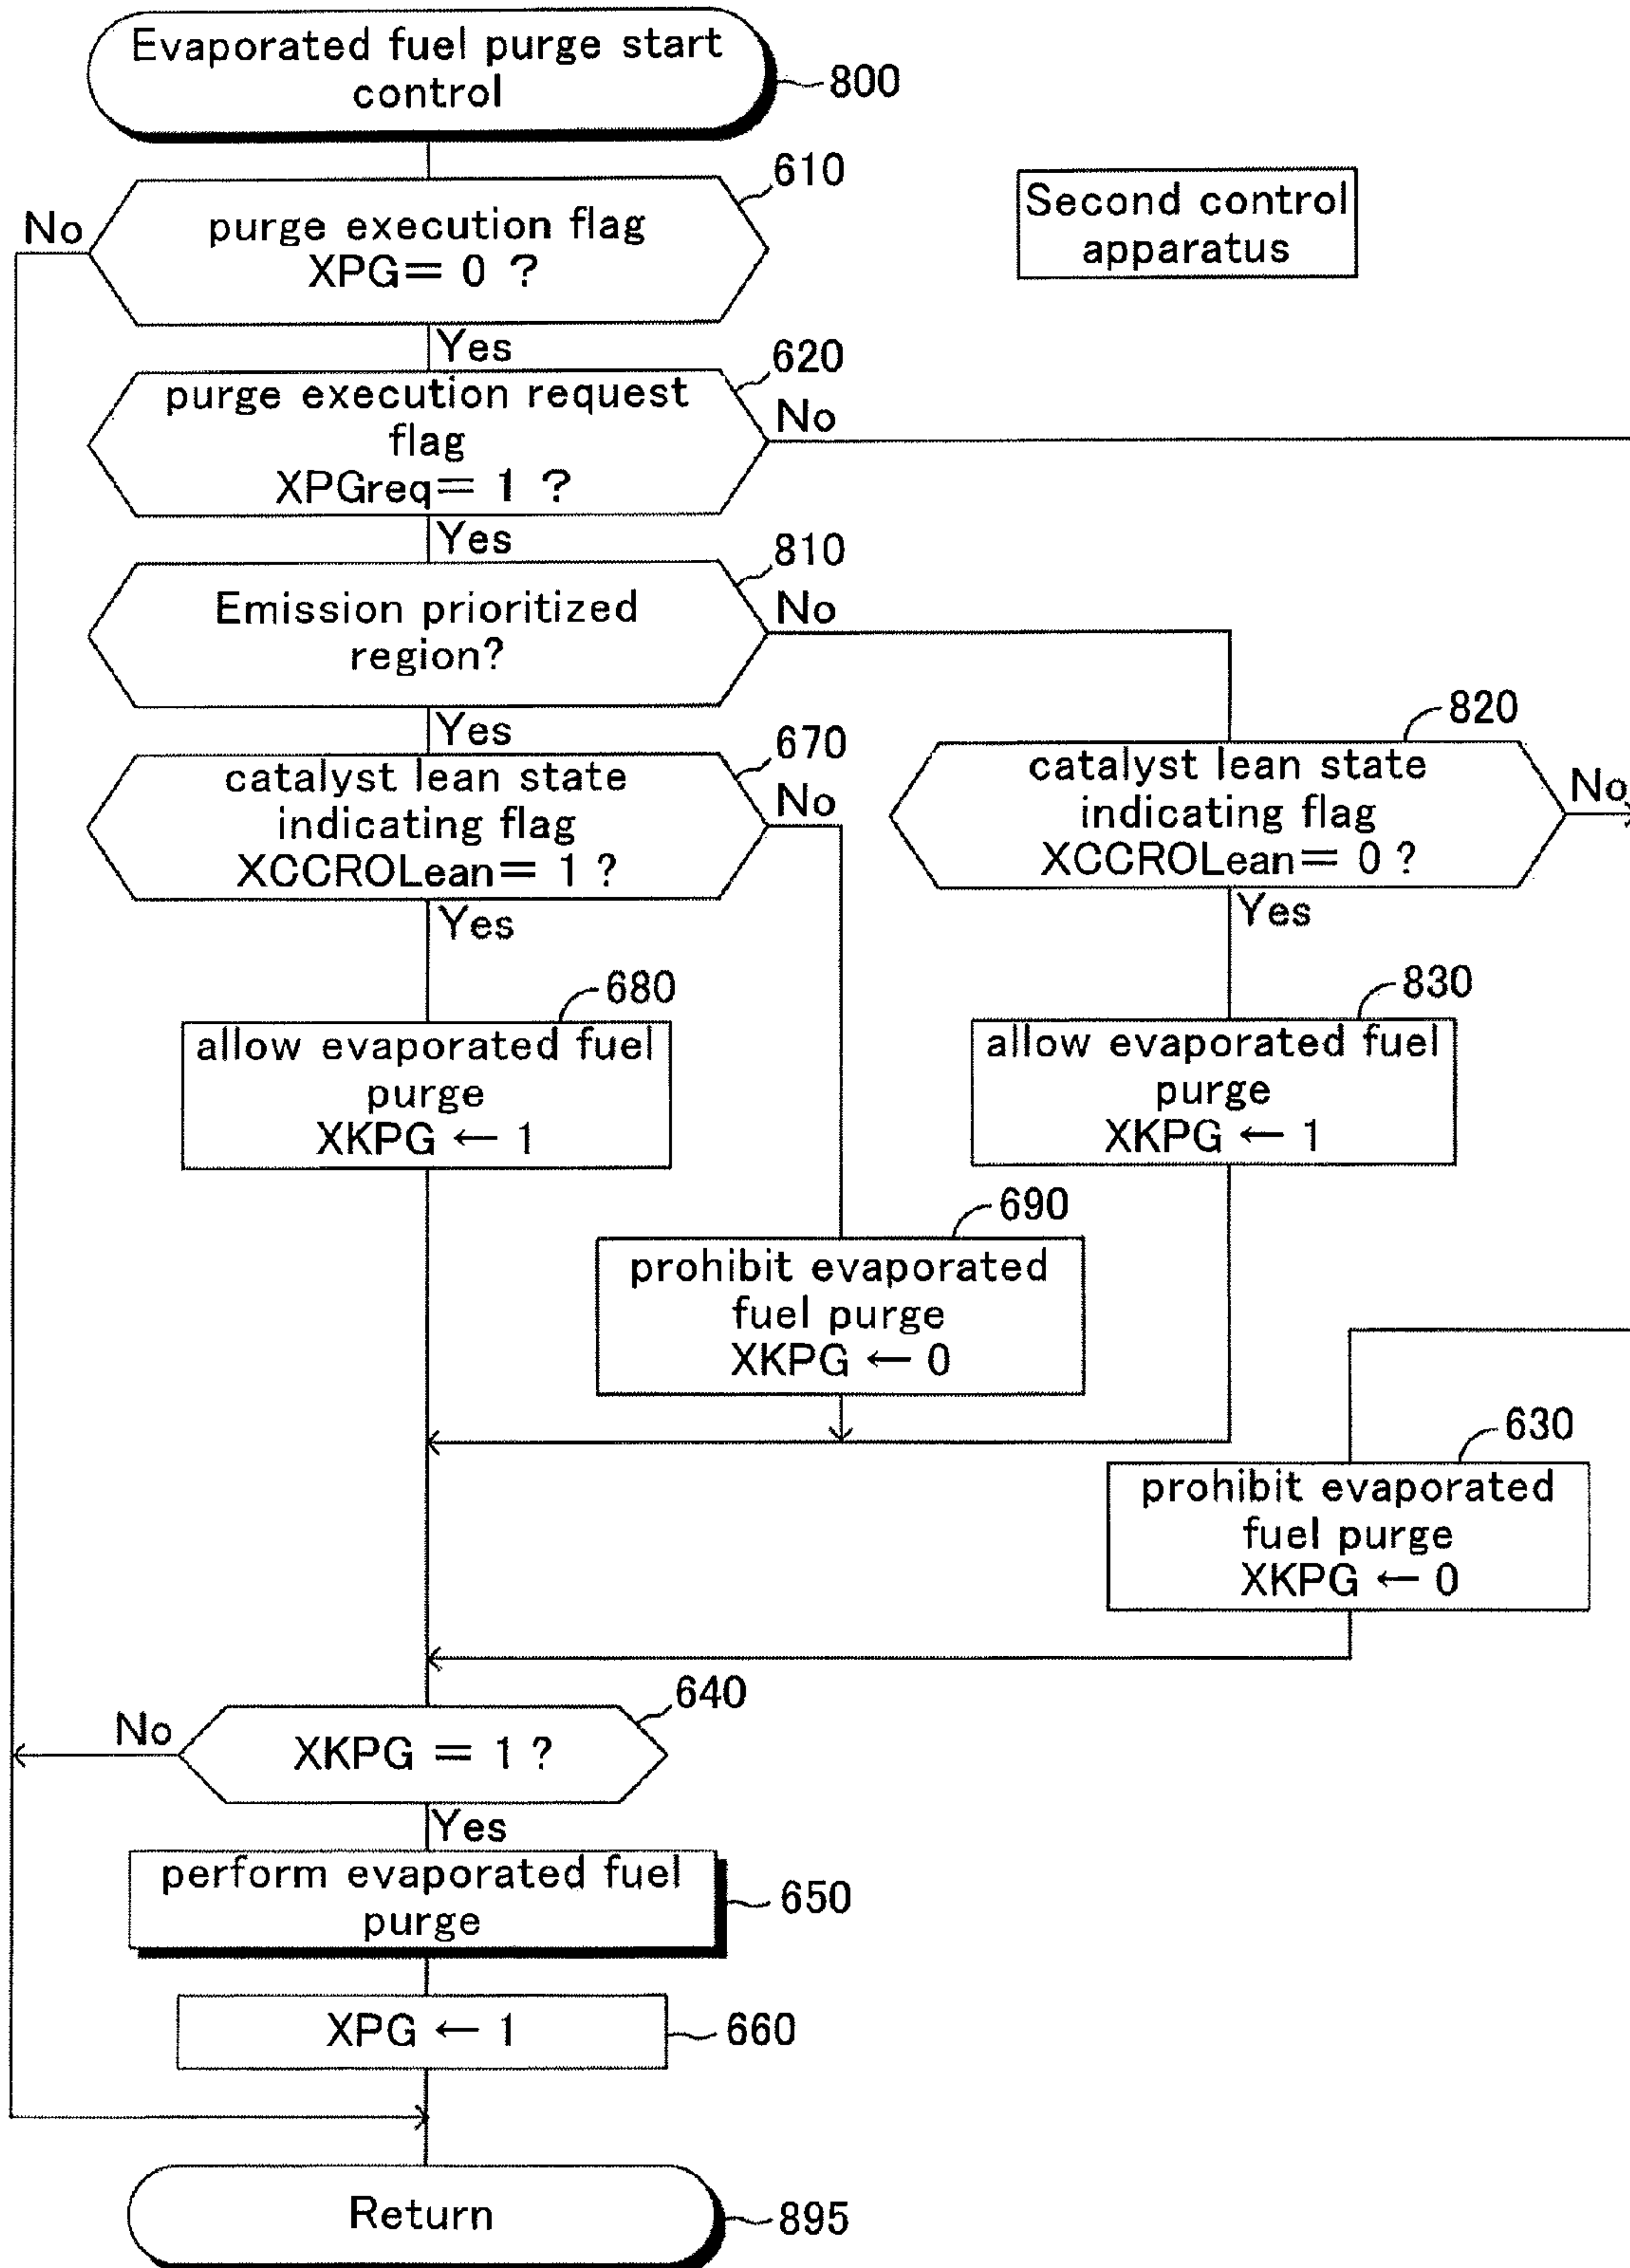 Evaporated fuel purge start
control
800
610
Second control
apparatus
No
purge execution flag
XPG= 0 ?
Yes
620
purge execution request
flag
XPGreq= 1 ?
No
Yes
810
Emission prioritized
region?
No
Yes
670
catalyst lean state
indicating flag
XCCROLean= 1 ?
No
Yes
820
catalyst lean state
indicating flag
XCCROLean= 0 ?
No
Yes
680
allow evaporated fuel
purge
XKPG ← 1
830
allow evaporated fuel
purge
XKPG ← 1
690
prohibit evaporated
fuel purge
XKPG ← 0
630
prohibit evaporated
fuel purge
XKPG ← 0
640
No
XKPG = 1 ?
Yes
perform evaporated fuel
purge
650
XPG ← 1
660
Return
895